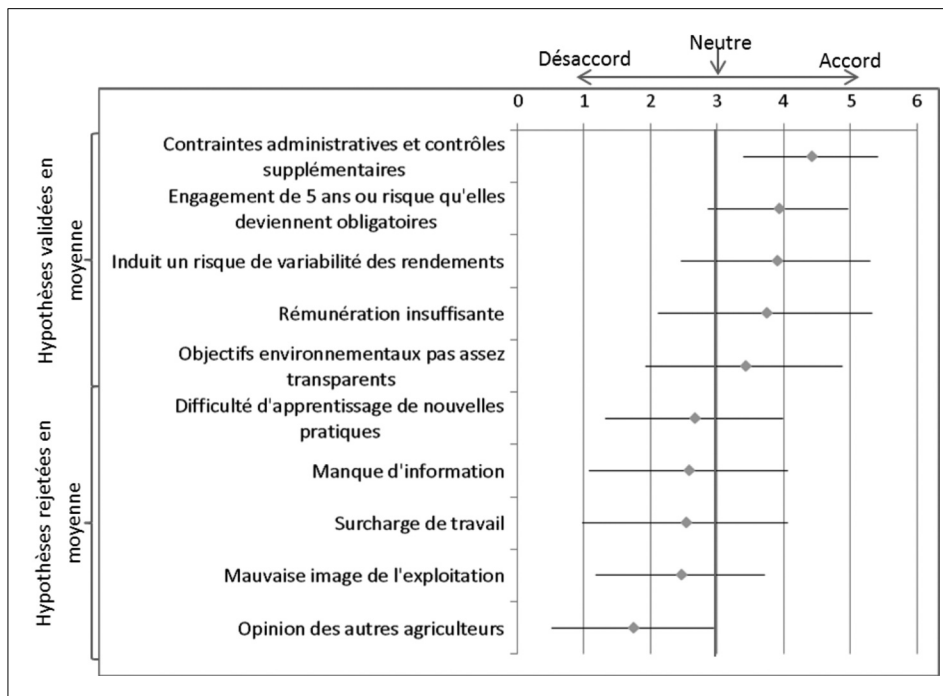 Neutre
Désaccord
Accord
0 1 2 3 4 5 6
Hypothèses validées en
moyenne
Contraintes administratives et contrôles
supplémentaires
Engagement de 5 ans ou risque qu'elles
deviennent obligatoires
Induit un risque de variabilité des rendements
Rémunération insuffisante
Objectifs environnementaux pas assez
transparents
Hypothèses rejetées en
moyenne
Difficulté d'apprentissage de nouvelles
pratiques
Manque d'information
Surcharge de travail
Mauvaise image de l'exploitation
Opinion des autres agriculteurs